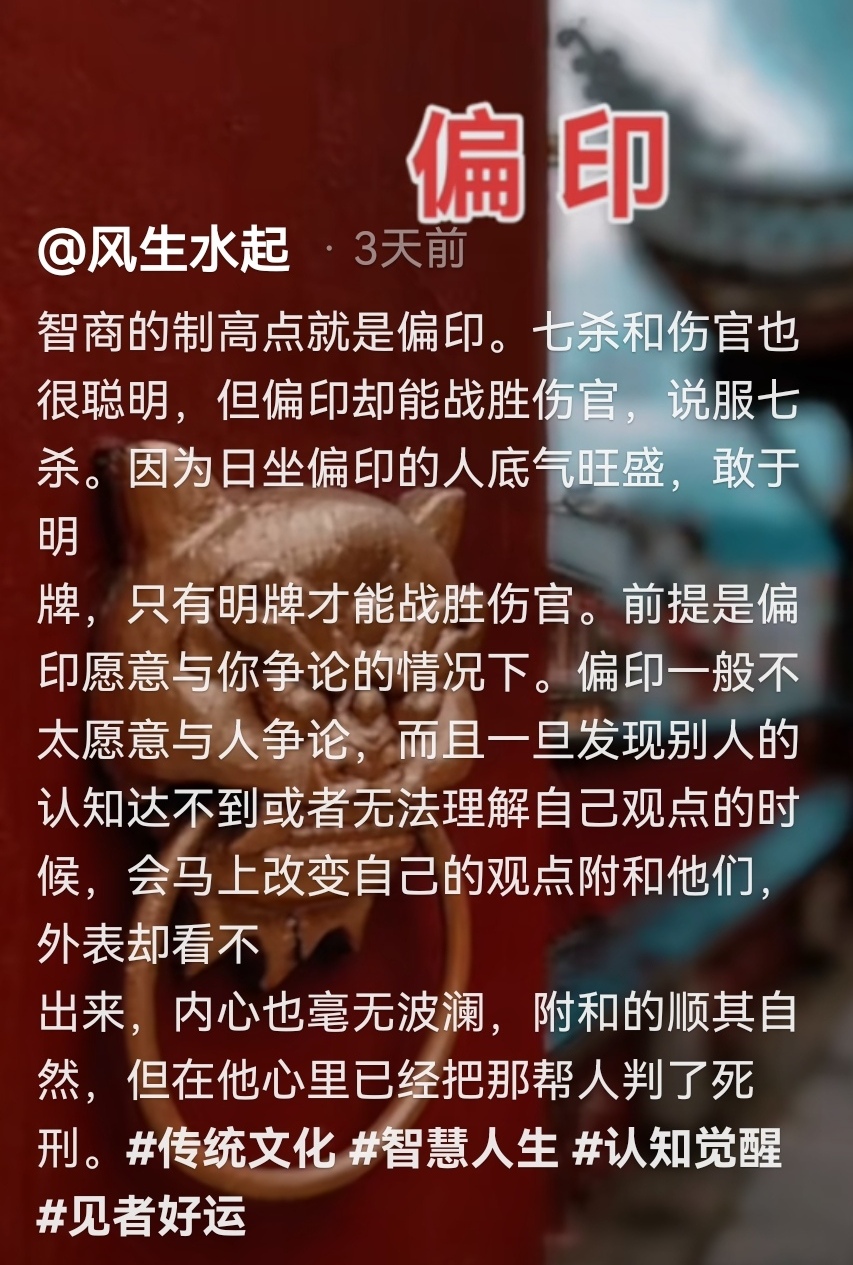 偏印
@风生水起 · 3天前
智商的制高点就是偏印。七杀和伤官也
很聪明，但偏印却能战胜伤官，说服七
杀。因为日坐偏印的人底气旺盛，敢于
明
牌，只有明牌才能战胜伤官。前提是偏
印愿意与你争论的情况下。偏印一般不
太愿意与人争论，而且一旦发现别人的
认知达不到或者无法理解自己观点的时
候，会马上改变自己的观点附和他们，
外表却看不
出来，内心也毫无波澜，附和的顺其自
然，但在他心里已经把那帮人判了死
刑。#传统文化 #智慧人生 #认知觉醒
#见者好运